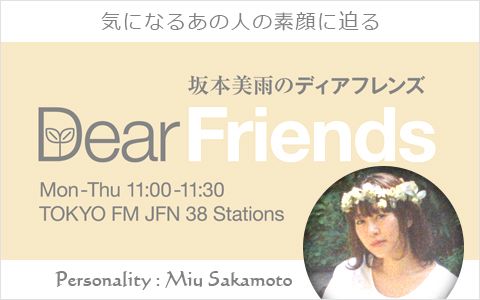 気になるあの人の素顔に迫る
坂本美雨のディアフレンズ
Dear Friends
Mon-Thu 11:00-11:30
TOKYO FM JFN 38 Stations
Personality : Miu Sakamoto